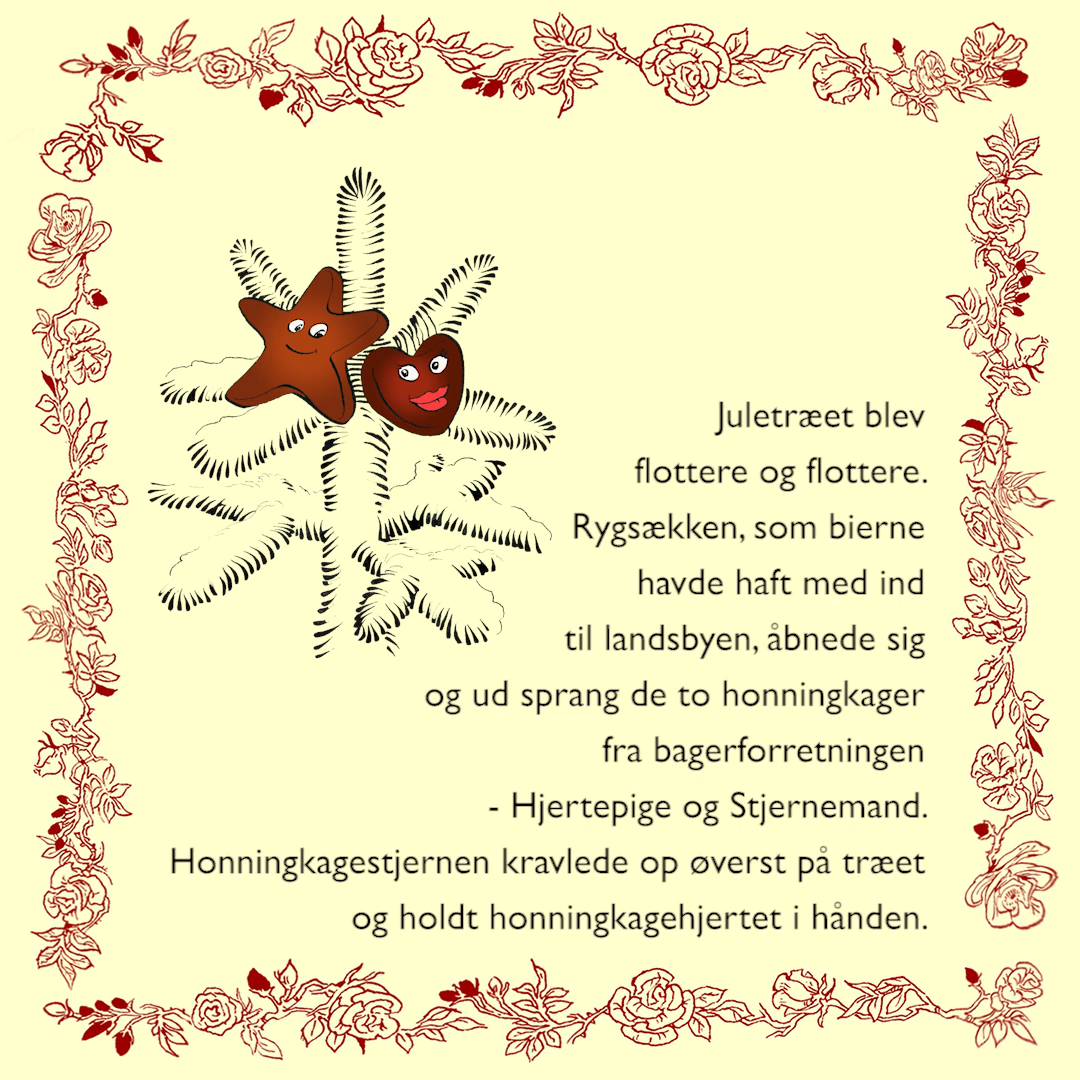 Juletræet blev
flottere og flottere.
Rygsækken, som bierne
havde haft med ind
til landsbyen, åbnede sig
og ud sprang de to honningkager
fra bagerforretningen
- Hjertepige og Stjernemand.
Honningkagestjernen kravlede op øverst på træet
og holdt honningkagehjertet i hånden.